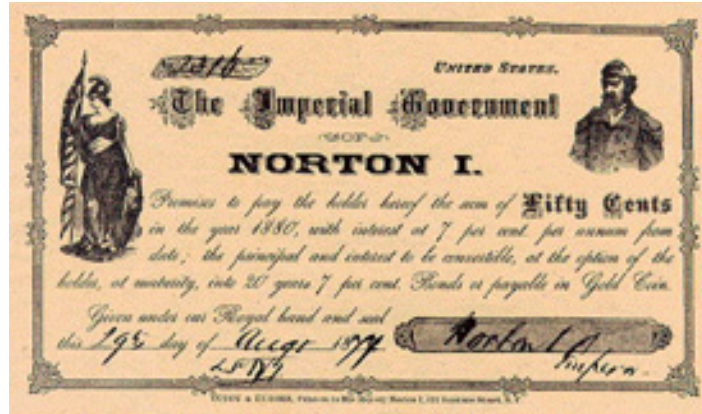 UNITED STATES.
The Imperial Government
OF
NORTON I.
Promises to pay the holder hereof the sum of Fifty Cents
in the year 1880, with interest at 7 per cent. per annum from
date; the principal and interest to be convertible, at the option of the
holder, at maturity, into 20 years 7 per cent. Bonds or payable in Gold Coin.
Given under our Royal hand and seal
this 29th day of Augt 1877
Norton I